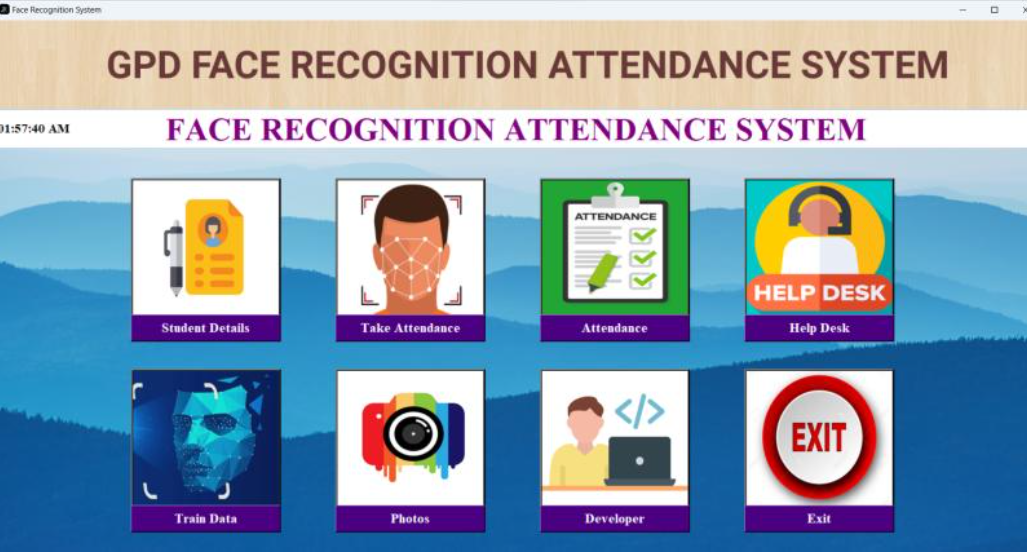 Face Recognition System
GPD FACE RECOGNITION ATTENDANCE SYSTEM
01:57:40 AM
FACE RECOGNITION ATTENDANCE SYSTEM
ATTENDANCE
HELP DESK
Student Details
Take Attendance
Attendance
Help Desk
</>
EXIT
Train Data
Photos
Developer
Exit